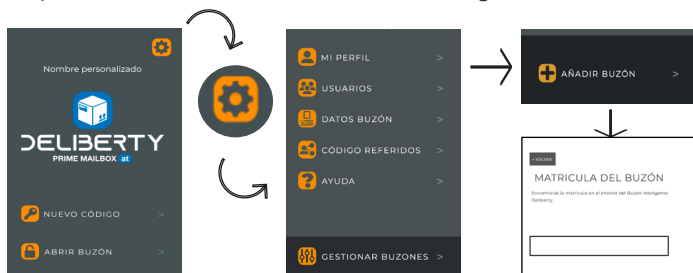 Nombre personalizado
DELIBERTY
PRIME MAILBOX at
NUEVO CÓDIGO >
ABRIR BUZÓN >
MI PERFIL >
USUARIOS >
DATOS BUZÓN >
CÓDIGO REFERIDOS >
AYUDA >
GESTIONAR BUZONES >
AÑADIR BUZÓN >
< VOLVER
MATRICULA DEL BUZÓN
Encontrarás la matrícula en el interior del Buzón Inteligente
Deliberty.